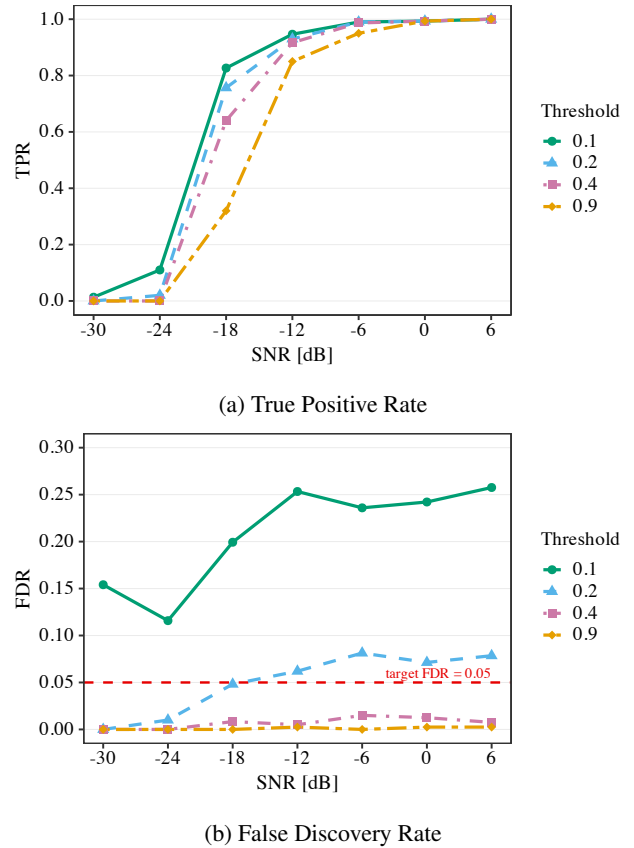 1.0
0.8
0.6
0.4
0.2
0.0
TPR
-30 -24 -18 -12 -6 0 6
SNR [dB]
Threshold
0.1
0.2
0.4
0.9
(a) True Positive Rate
0.30
0.25
0.20
0.15
0.10
0.05
0.00
FDR
target FDR = 0.05
-30 -24 -18 -12 -6 0 6
SNR [dB]
Threshold
0.1
0.2
0.4
0.9
(b) False Discovery Rate